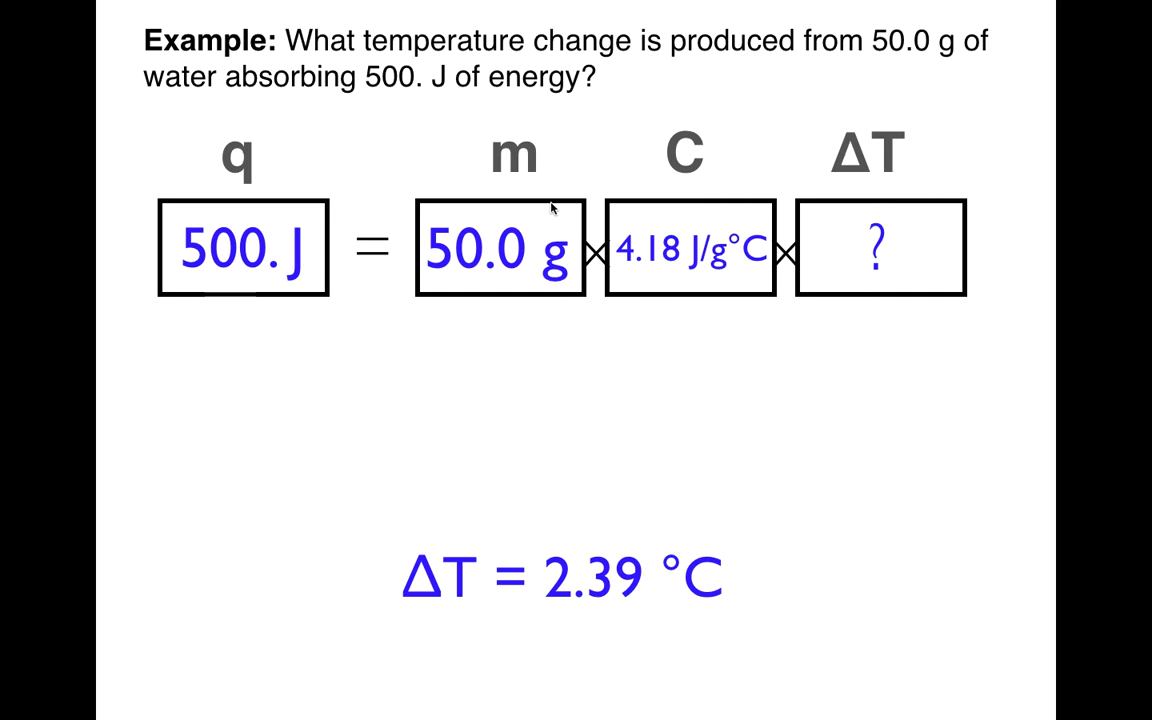 Example: What temperature change is produced from 50.0 g of
water absorbing 500. J of energy?
q m C ΔT
500. J = 50.0 g × 4.18 J/g°C × ?
ΔT = 2.39 °C